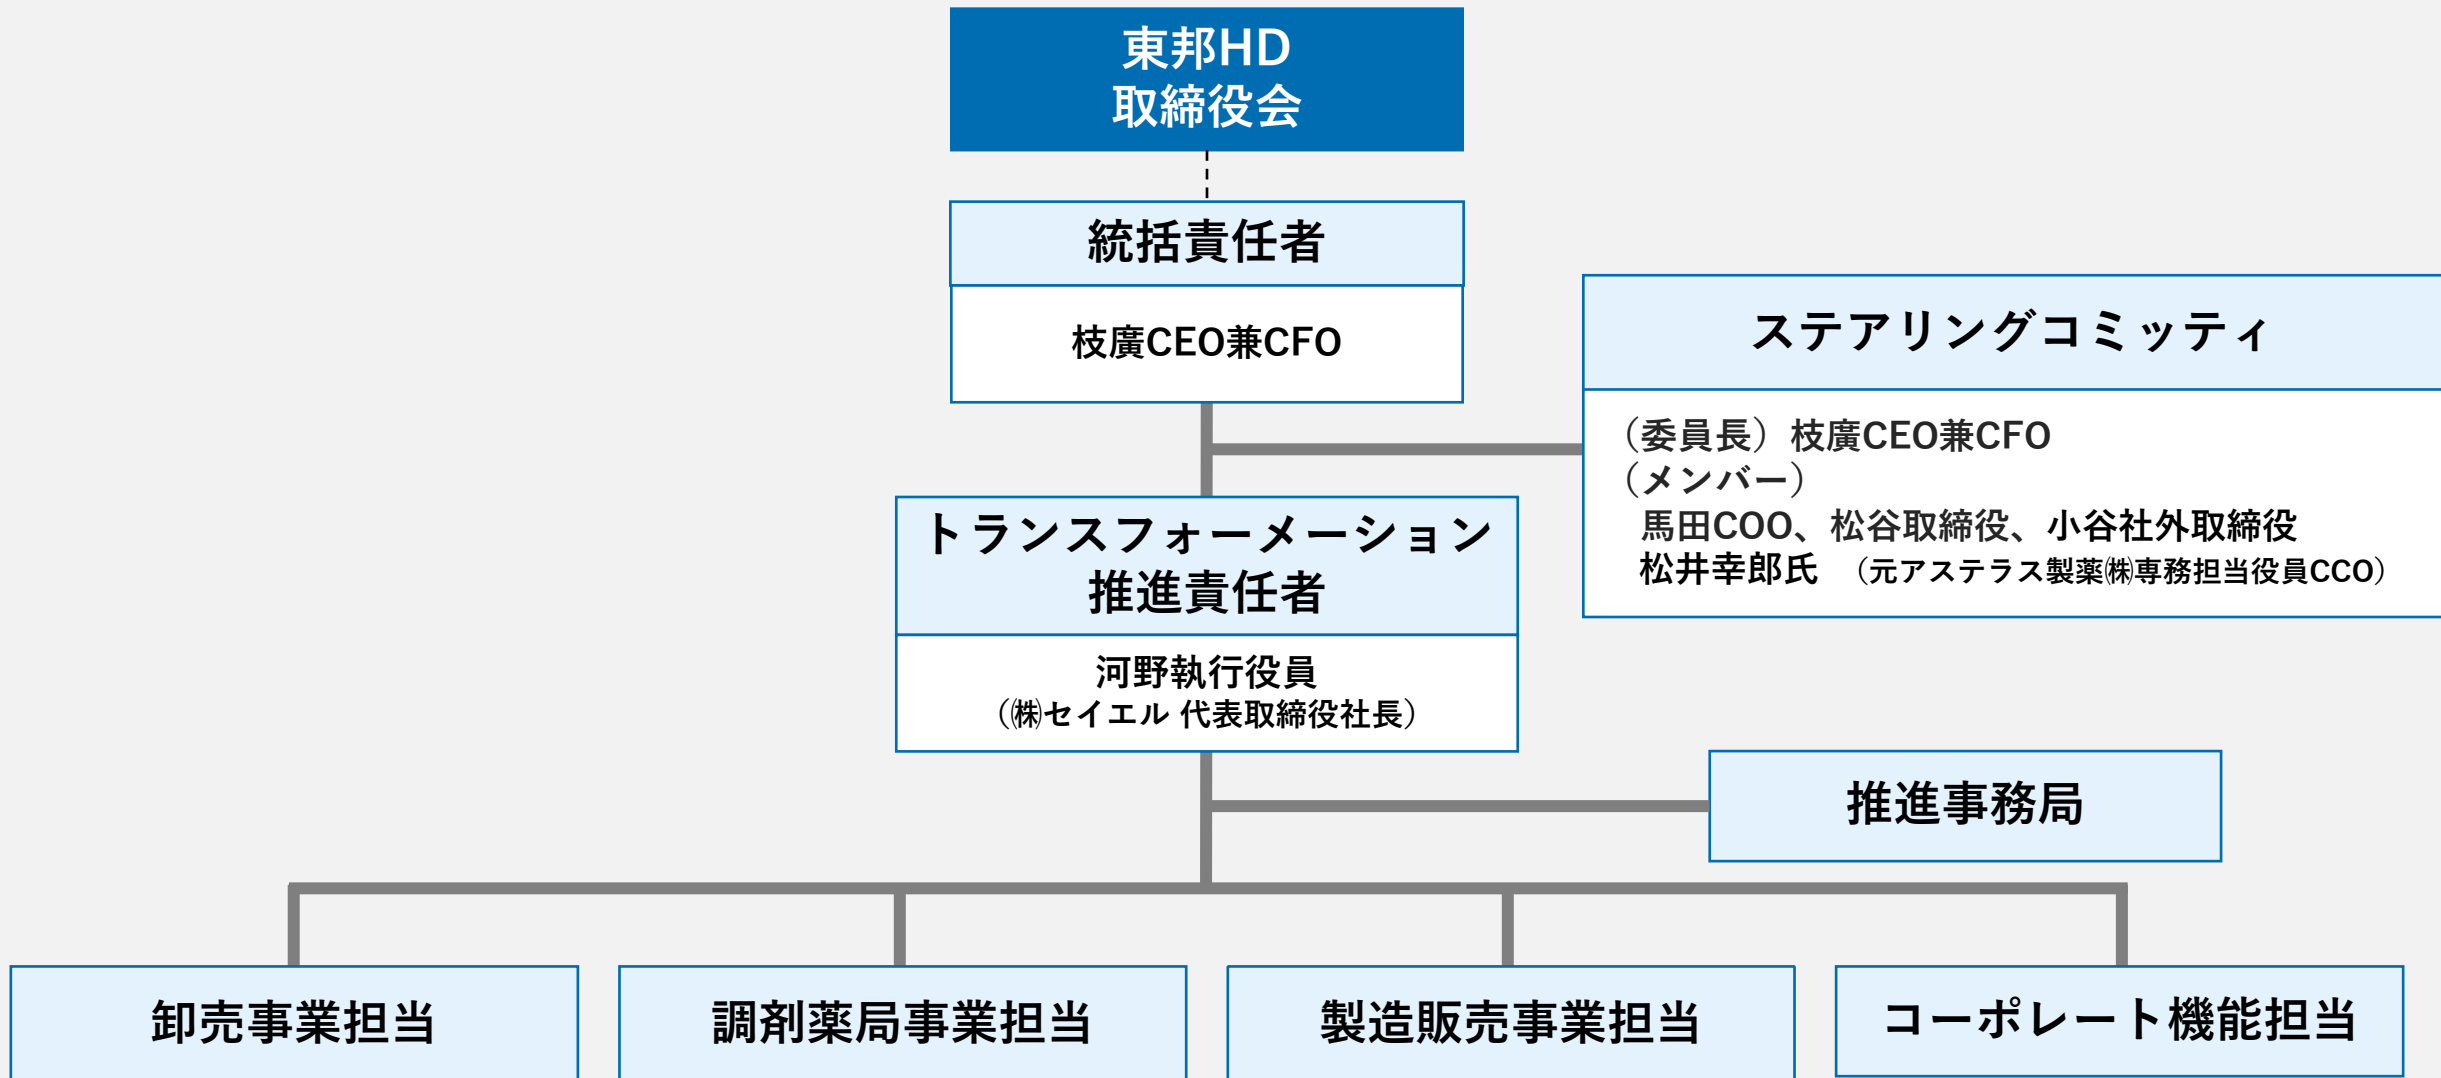 東邦HD
取締役会
統括責任者
枝廣CEO兼CFO
ステアリングコミッティ
（委員長）枝廣CEO兼CFO
（メンバー）
馬田COO、松谷取締役、小谷社外取締役
松井幸郎氏 （元アステラス製薬㈱専務担当役員CCO）
トランスフォーメーション
推進責任者
河野執行役員
（㈱セイエル 代表取締役社長）
推進事務局
卸売事業担当
調剤薬局事業担当
製造販売事業担当
コーポレート機能担当